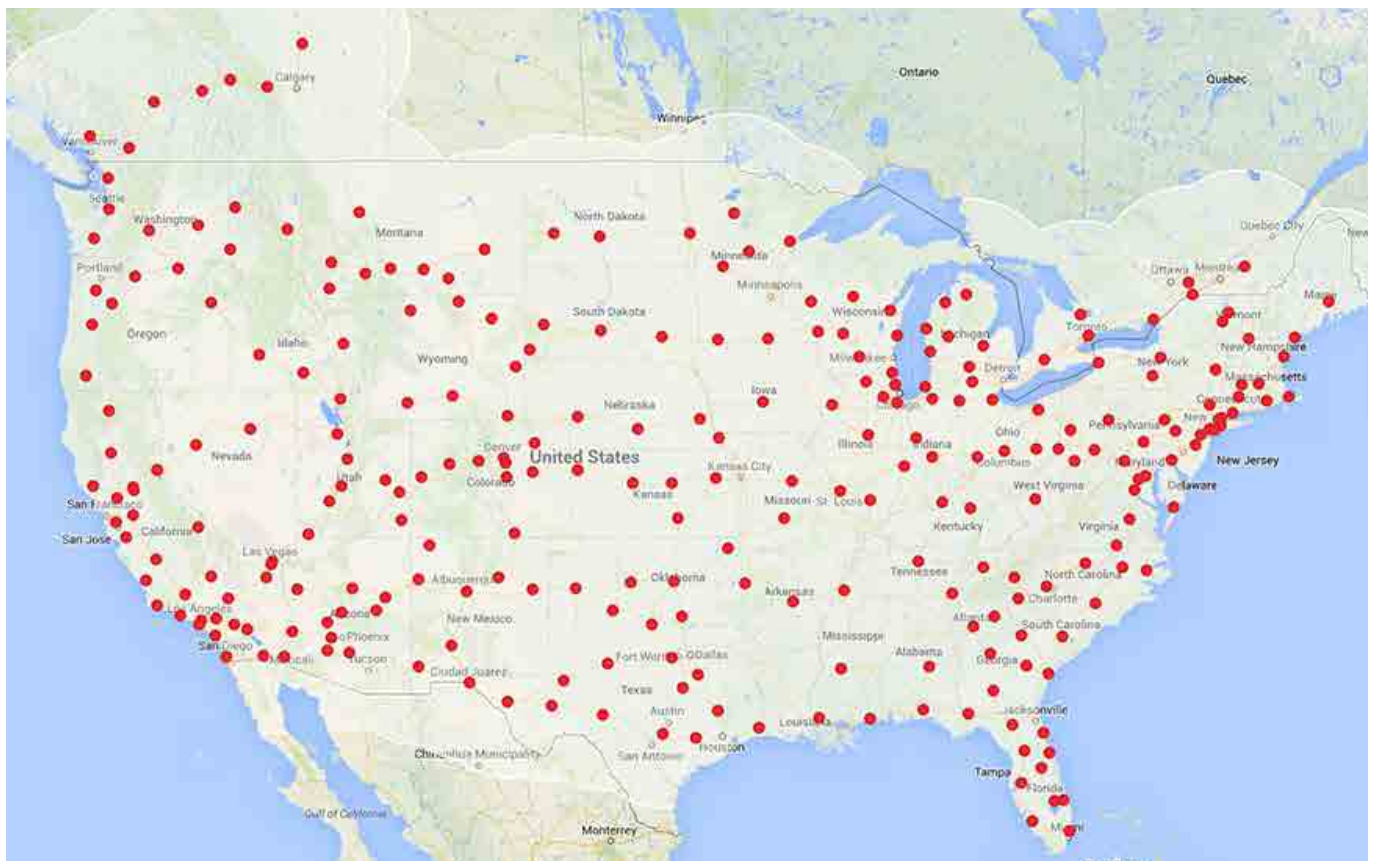 Calgary
Ontario
Quebec
Winnipeg
Vancouver
Seattle
Washington
Montana
North Dakota
Quebec City
Portland
Minnesota
Ottawa
Montreal
Minneapolis
Maine
Oregon
South Dakota
Wisconsin
Toronto
Vermont
Michigan
Idaho
New Hampshire
Wyoming
Milwaukee
Detroit
New York
Massachusetts
Iowa
Chicago
Connecticut
Nebraska
Pennsylvania
Nevada
Denver
Illinois
Indiana
Ohio
United States
Utah
Kansas City
Columbus
Maryland
New Jersey
Colorado
Kansas
Missouri
St. Louis
West Virginia
Delaware
San Francisco
California
Kentucky
Virginia
San Jose
Las Vegas
Albuquerque
Oklahoma
Tennessee
North Carolina
Arkansas
Charlotte
Los Angeles
Arizona
New Mexico
Atlanta
South Carolina
Phoenix
Mississippi
San Diego
Mexicali
Tucson
Fort Worth
Dallas
Alabama
Georgia
Ciudad Juarez
Texas
Austin
Jacksonville
Louisiana
San Antonio
Houston
Chihuahua Municipality
Tampa
Florida
Gulf of California
Monterrey
Miami